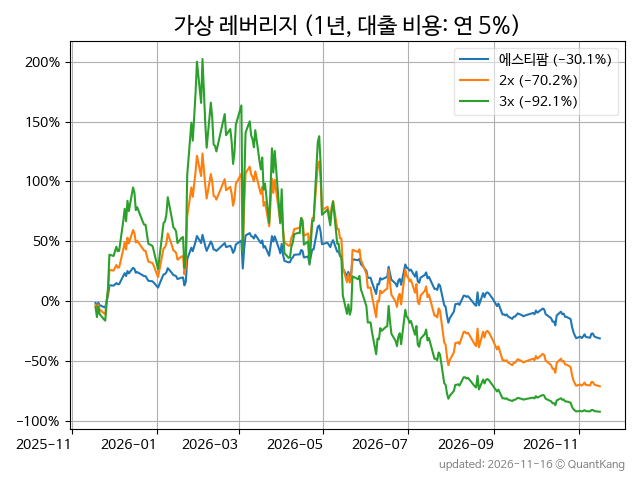 가상 레버리지 (1년, 대출 비용: 연 5%)
에스티팜 (-30.1%)
2x (-70.2%)
3x (-92.1%)
200%
150%
100%
50%
0%
-50%
-100%
2025-11 2026-01 2026-03 2026-05 2026-07 2026-09 2026-11
updated: 2026-11-16 © QuantKang